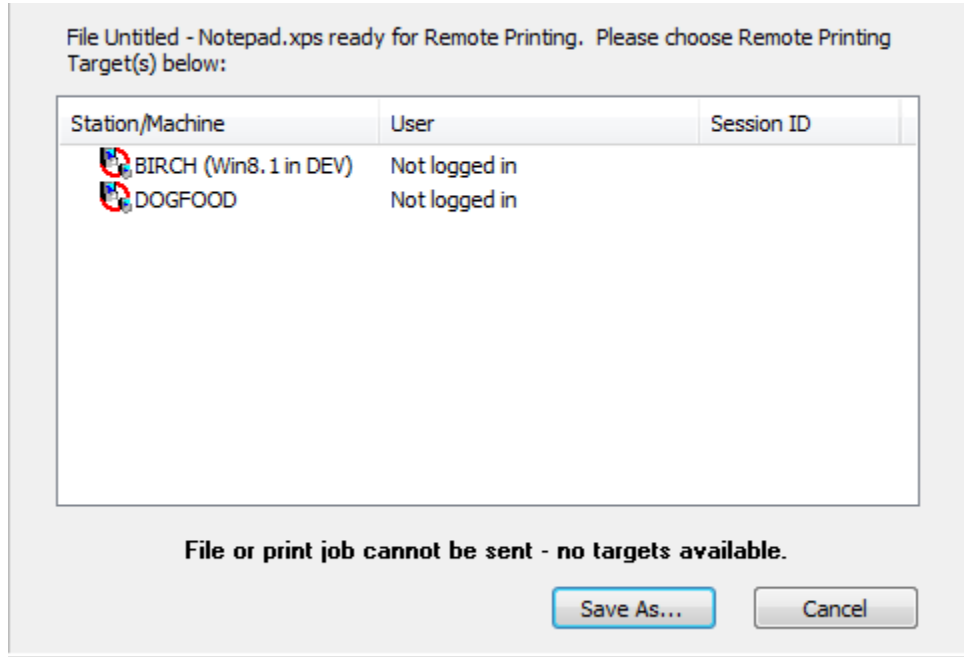 File Untitled - Notepad.xps ready for Remote Printing.  Please choose Remote Printing
Target(s) below:
Station/Machine User Session ID
BIRCH (Win8.1 in DEV) Not logged in
DOGFOOD Not logged in
File or print job cannot be sent - no targets available.
Save As... Cancel